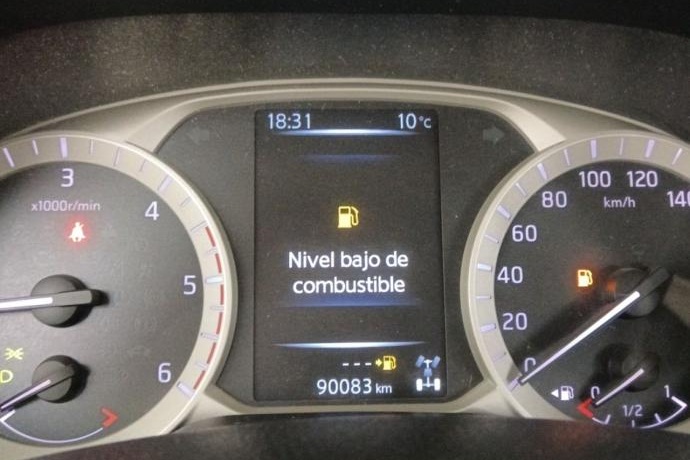 18:31 10°c
Nivel bajo de
combustible
---
90083 km
3
x1000r/min
4
5
6
0 20 40 60 80 100 120 140
km/h
0 1/2 1